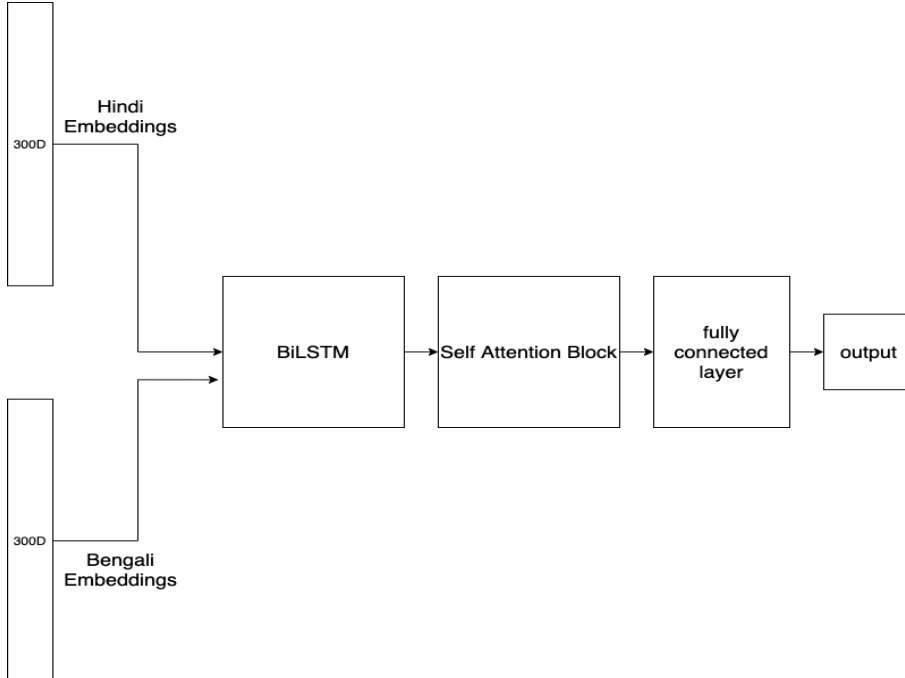 Hindi
Embeddings
300D
BiLSTM
Self Attention Block
fully
connected
layer
output
300D
Bengali
Embeddings